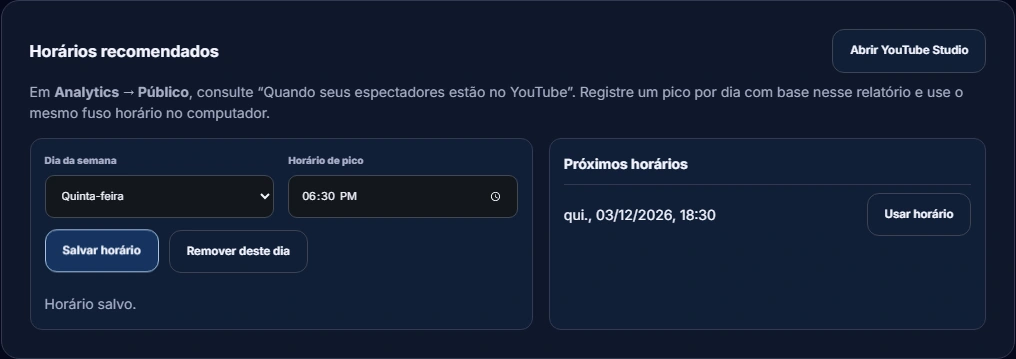 Horários recomendados
Abrir YouTube Studio
Em Analytics → Público, consulte “Quando seus espectadores estão no YouTube”. Registre um pico por dia com base nesse relatório e use o
mesmo fuso horário no computador.
Dia da semana
Horário de pico
Quinta-feira
06:30 PM
Salvar horário
Remover deste dia
Horário salvo.
Próximos horários
qui., 03/12/2026, 18:30
Usar horário